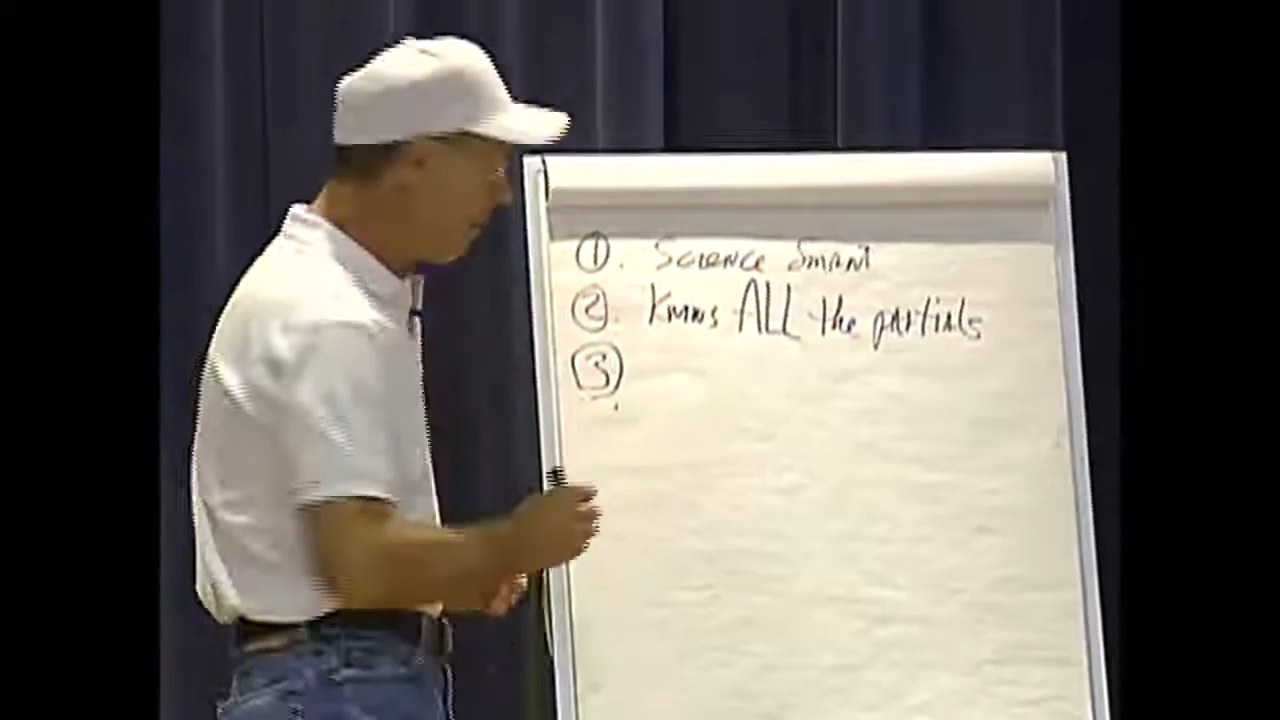 ①. Science Smart
②. Knows ALL the partials
③